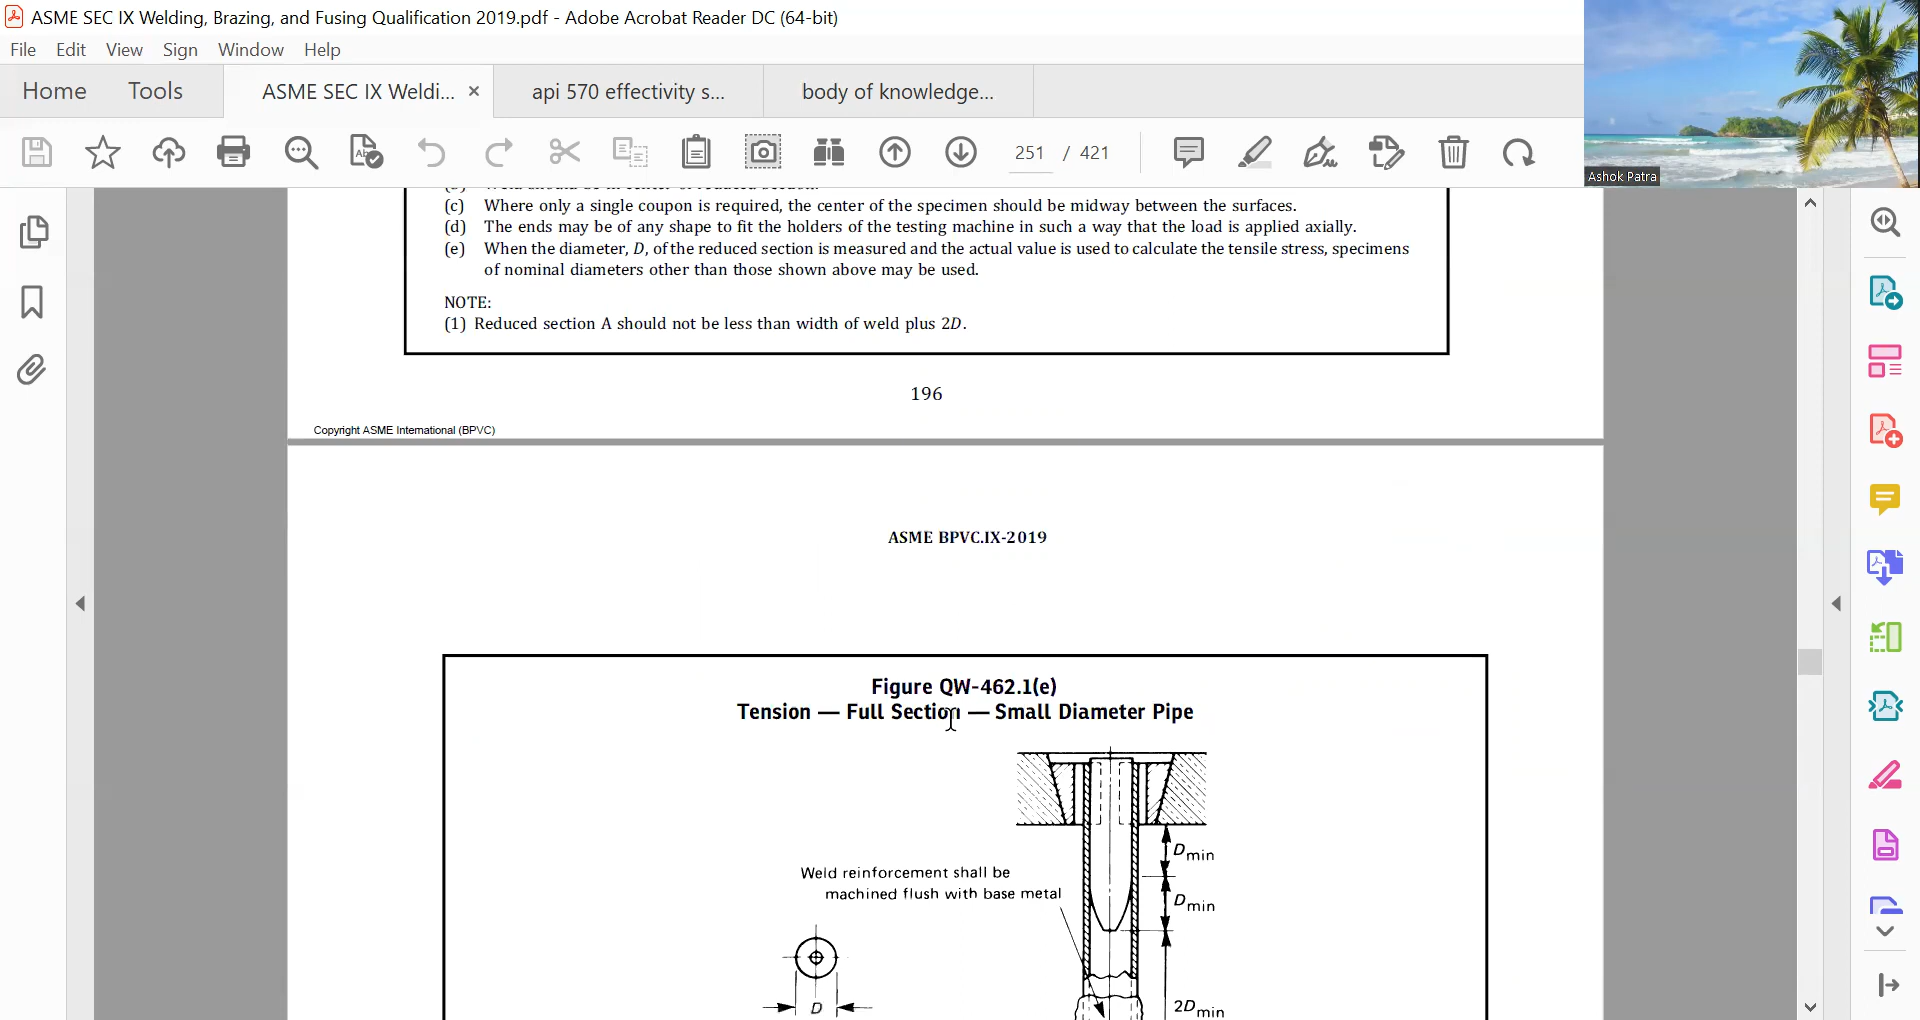 ASME SEC IX Welding, Brazing, and Fusing Qualification 2019.pdf - Adobe Acrobat Reader DC (64-bit)
File Edit View Sign Window Help
Home Tools ASME SEC IX Weldi... × api 570 effectivity s... body of knowledge...
251 / 421
Ashok Patra
(c) Where only a single coupon is required, the center of the specimen should be midway between the surfaces.
(d) The ends may be of any shape to fit the holders of the testing machine in such a way that the load is applied axially.
(e) When the diameter, D, of the reduced section is measured and the actual value is used to calculate the tensile stress, specimens
of nominal diameters other than those shown above may be used.
NOTE:
(1) Reduced section A should not be less than width of weld plus 2D.
196
Copyright ASME International (BPVC)
ASME BPVC.IX-2019
Figure QW-462.1(e)
Tension — Full Section — Small Diameter Pipe
Weld reinforcement shall be
machined flush with base metal
D min
D min
D
2D min